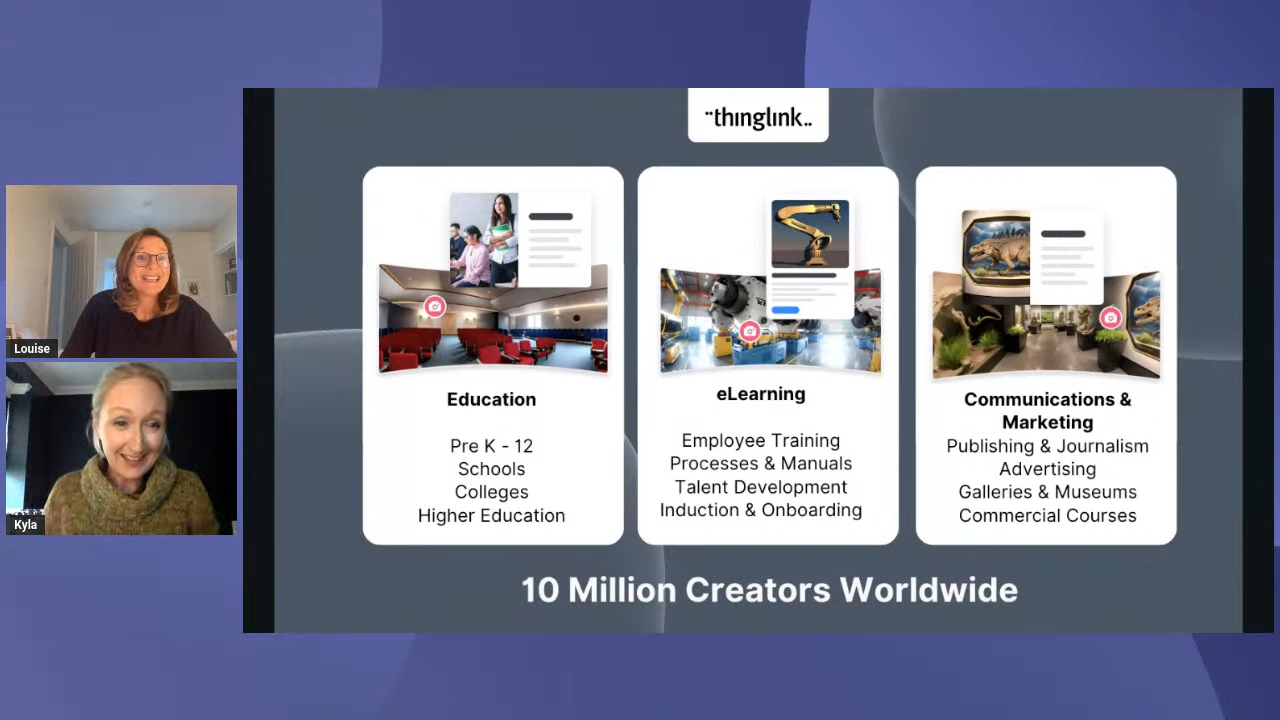 ¨thınglınk..
Louise
Kyla
Education
Pre K - 12
Schools
Colleges
Higher Education
eLearning
Employee Training
Processes & Manuals
Talent Development
Induction & Onboarding
Communications &
Marketing
Publishing & Journalism
Advertising
Galleries & Museums
Commercial Courses
10 Million Creators Worldwide